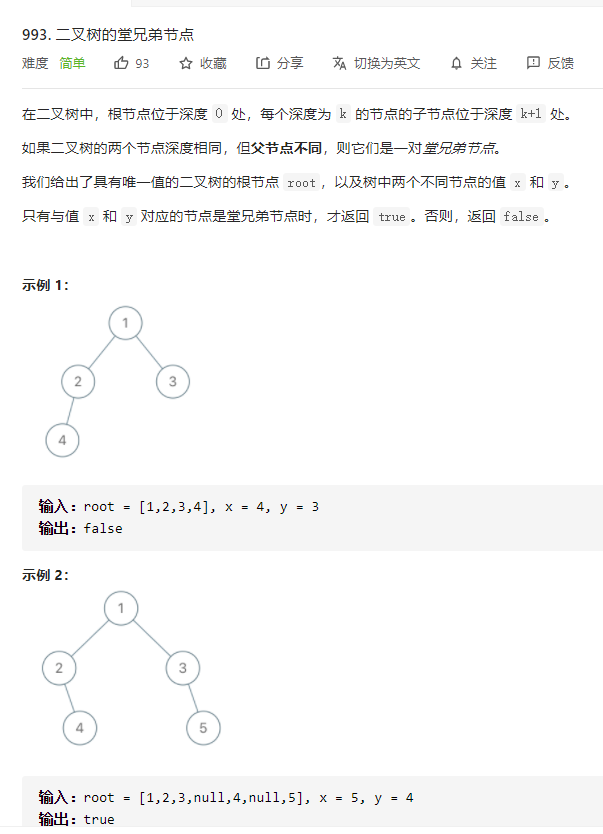 993. 二叉树的堂兄弟节点
难度 简单 93 收藏 分享 切换为英文 关注 反馈
在二叉树中，根节点位于深度 0 处，每个深度为 k 的节点的子节点位于深度 k+1 处。
如果二叉树的两个节点深度相同，但父节点不同，则它们是一对堂兄弟节点。
我们给出了具有唯一值的二叉树的根节点 root，以及树中两个不同节点的值 x 和 y。
只有与值 x 和 y 对应的节点是堂兄弟节点时，才返回 true。否则，返回 false。
示例 1：
1
2 3
4
输入：root = [1,2,3,4], x = 4, y = 3
输出：false
示例 2：
1
2 3
4 5
输入：root = [1,2,3,null,4,null,5], x = 5, y = 4
输出：true